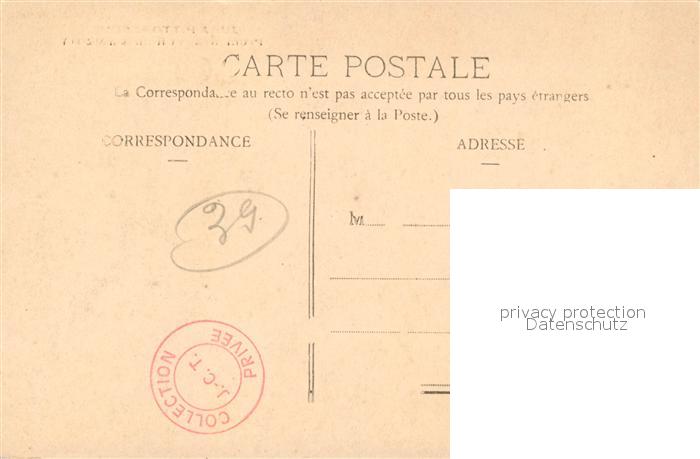 CARTE POSTALE
La Correspondance au recto n'est pas acceptée par tous les pays étrangers
(Se renseigner à la Poste.)
CORRESPONDANCE
ADRESSE
39
M
privacy protection
Datenschutz
COLLECTION PRIVÉE
J.-C. T.